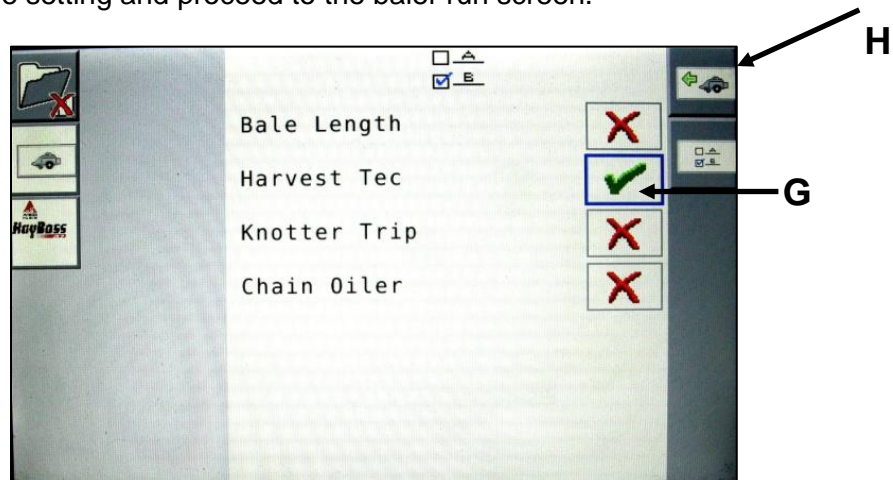 e setting and proceed to the baler run screen.
H
A
B
Bale Length
Harvest Tec
G
HayBoss
Knotter Trip
Chain Oiler
A
B